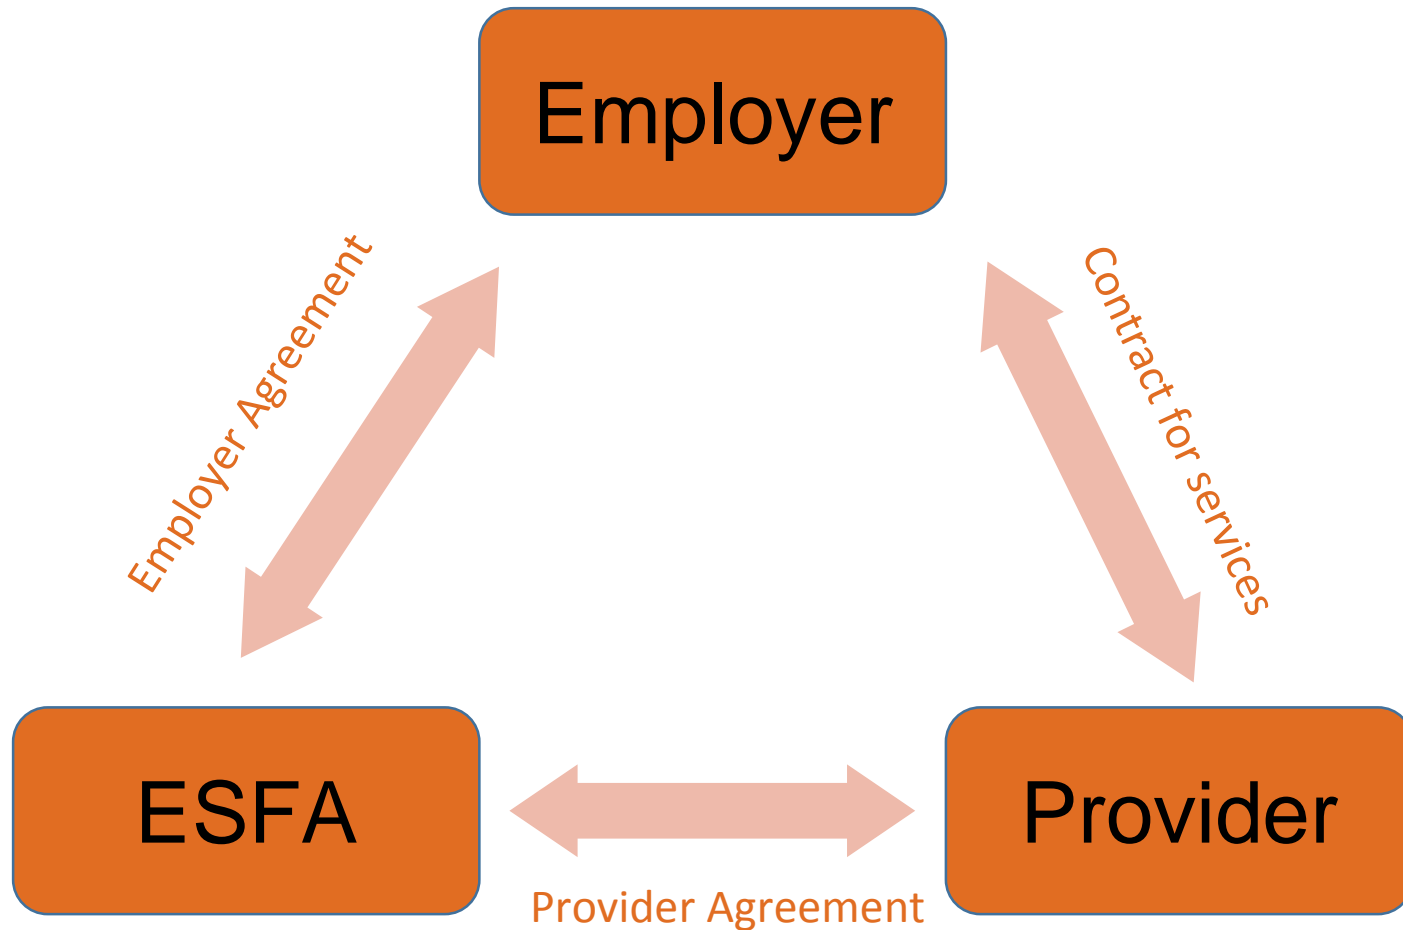 Employer
Employer Agreement
Contract for services
ESFA
Provider
Provider Agreement